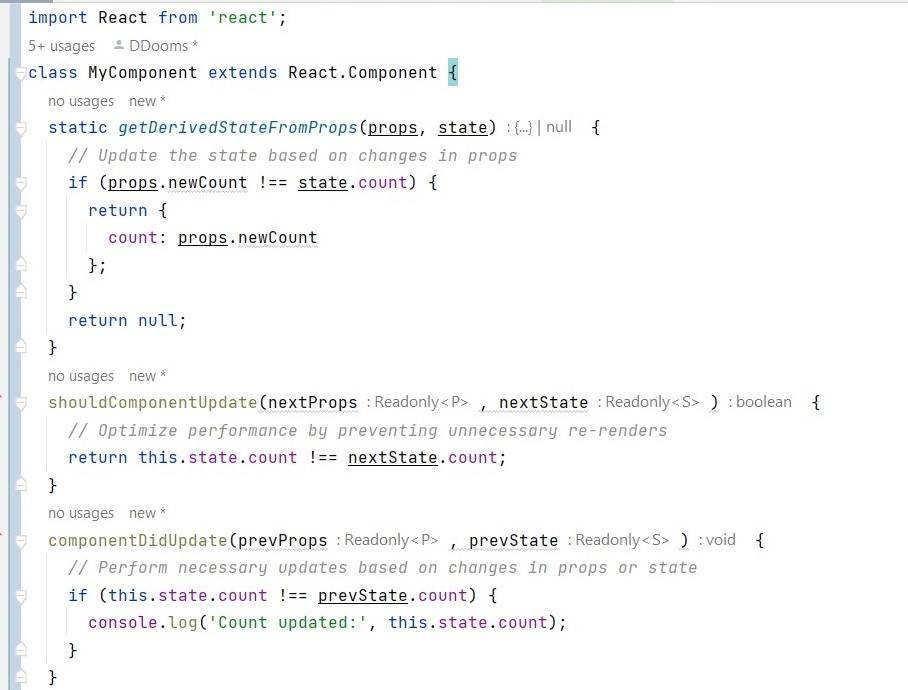 import React from 'react';
5+ usages DDooms *
class MyComponent extends React.Component {
no usages new *
static getDerivedStateFromProps(props, state) : {...} | null {
// Update the state based on changes in props
if (props.newCount !== state.count) {
return {
count: props.newCount
};
}
return null;
}
no usages new *
shouldComponentUpdate(nextProps : Readonly<P> , nextState : Readonly<S> ) : boolean {
// Optimize performance by preventing unnecessary re-renders
return this.state.count !== nextState.count;
}
no usages new *
componentDidUpdate(prevProps : Readonly<P> , prevState : Readonly<S> ) : void {
// Perform necessary updates based on changes in props or state
if (this.state.count !== prevState.count) {
console.log('Count updated:', this.state.count);
}
}